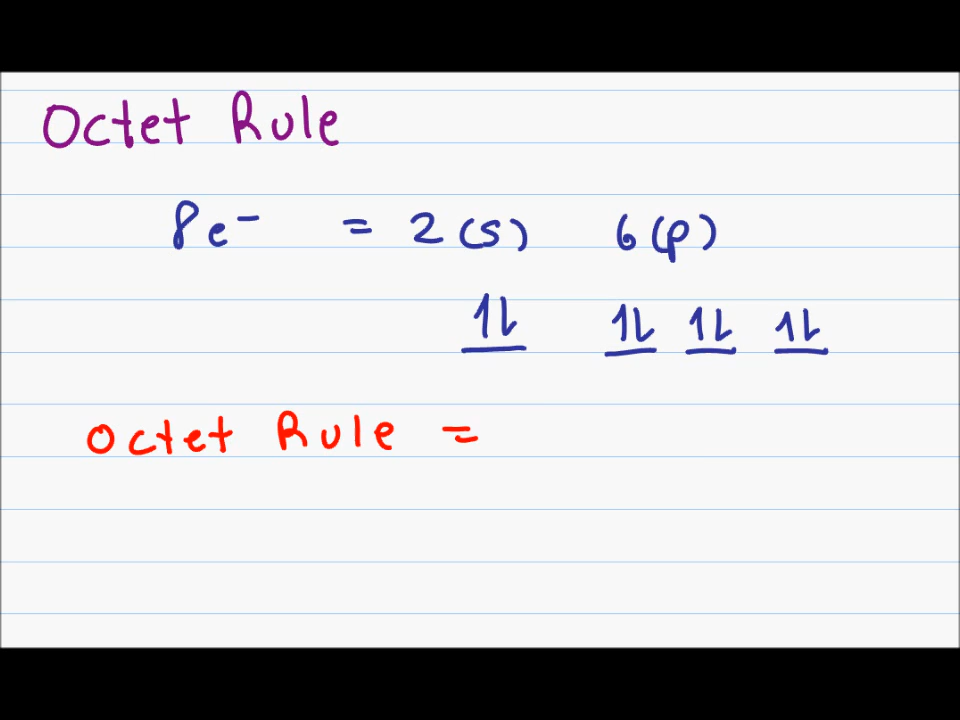 Octet Rule
8e⁻ = 2(s) 6(p)
1L 1L 1L 1L
Octet Rule =